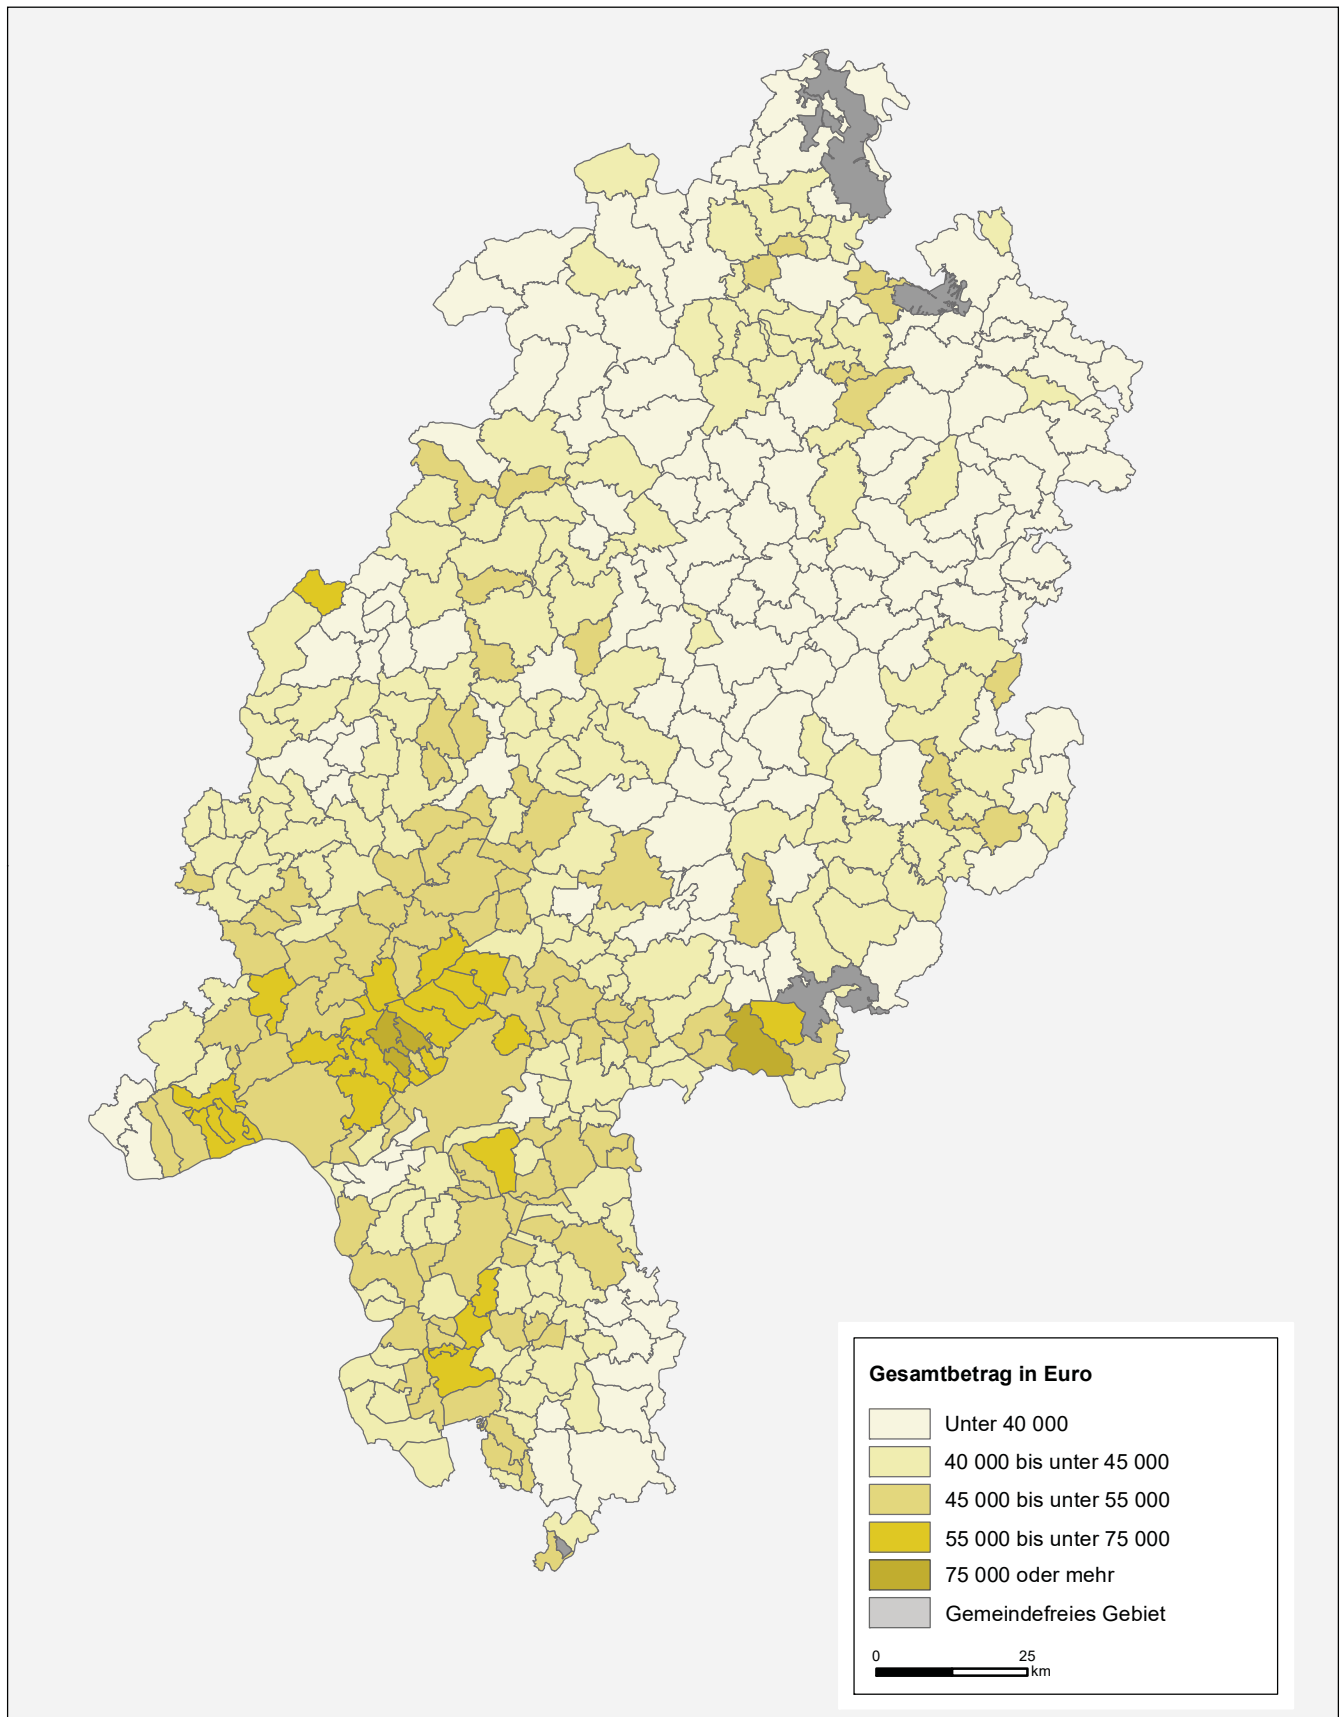 Gesamtbetrag in Euro
Unter 40 000
40 000 bis unter 45 000
45 000 bis unter 55 000
55 000 bis unter 75 000
75 000 oder mehr
Gemeindefreies Gebiet
0 25
km